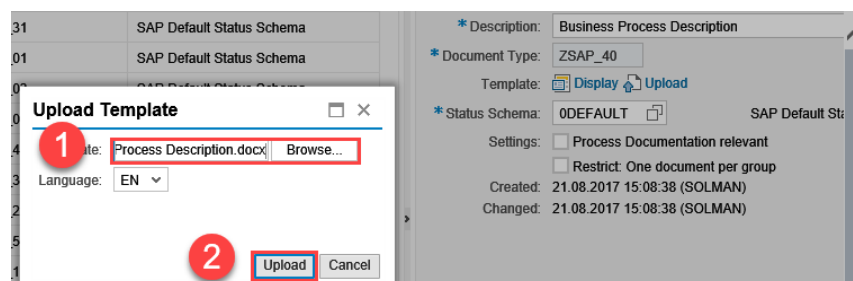 31 SAP Default Status Schema
01 SAP Default Status Schema
Upload Template
1
Process Description.docx Browse...
Language: EN
2
Upload Cancel
* Description: Business Process Description
* Document Type: ZSAP_40
Template: Display Upload
* Status Schema: 0DEFAULT SAP Default Sta
Settings: Process Documentation relevant
Restrict: One document per group
Created: 21.08.2017 15:08:38 (SOLMAN)
Changed: 21.08.2017 15:08:38 (SOLMAN)